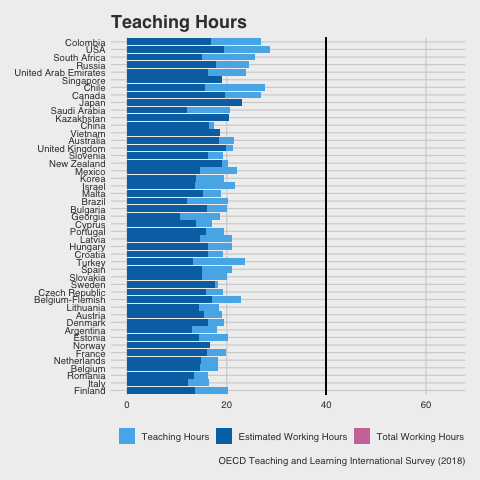 Teaching Hours
Colombia
USA
South Africa
Russia
United Arab Emirates
Singapore
Chile
Canada
Japan
Saudi Arabia
Kazakhstan
China
Vietnam
Australia
United Kingdom
Slovenia
New Zealand
Mexico
Korea
Israel
Malta
Brazil
Bulgaria
Georgia
Cyprus
Portugal
Latvia
Hungary
Croatia
Turkey
Spain
Slovakia
Sweden
Czech Republic
Belgium-Flemish
Lithuania
Austria
Denmark
Argentina
Estonia
Norway
France
Netherlands
Belgium
Romania
Italy
Finland
0 20 40 60
Teaching Hours Estimated Working Hours Total Working Hours
OECD Teaching and Learning International Survey (2018)